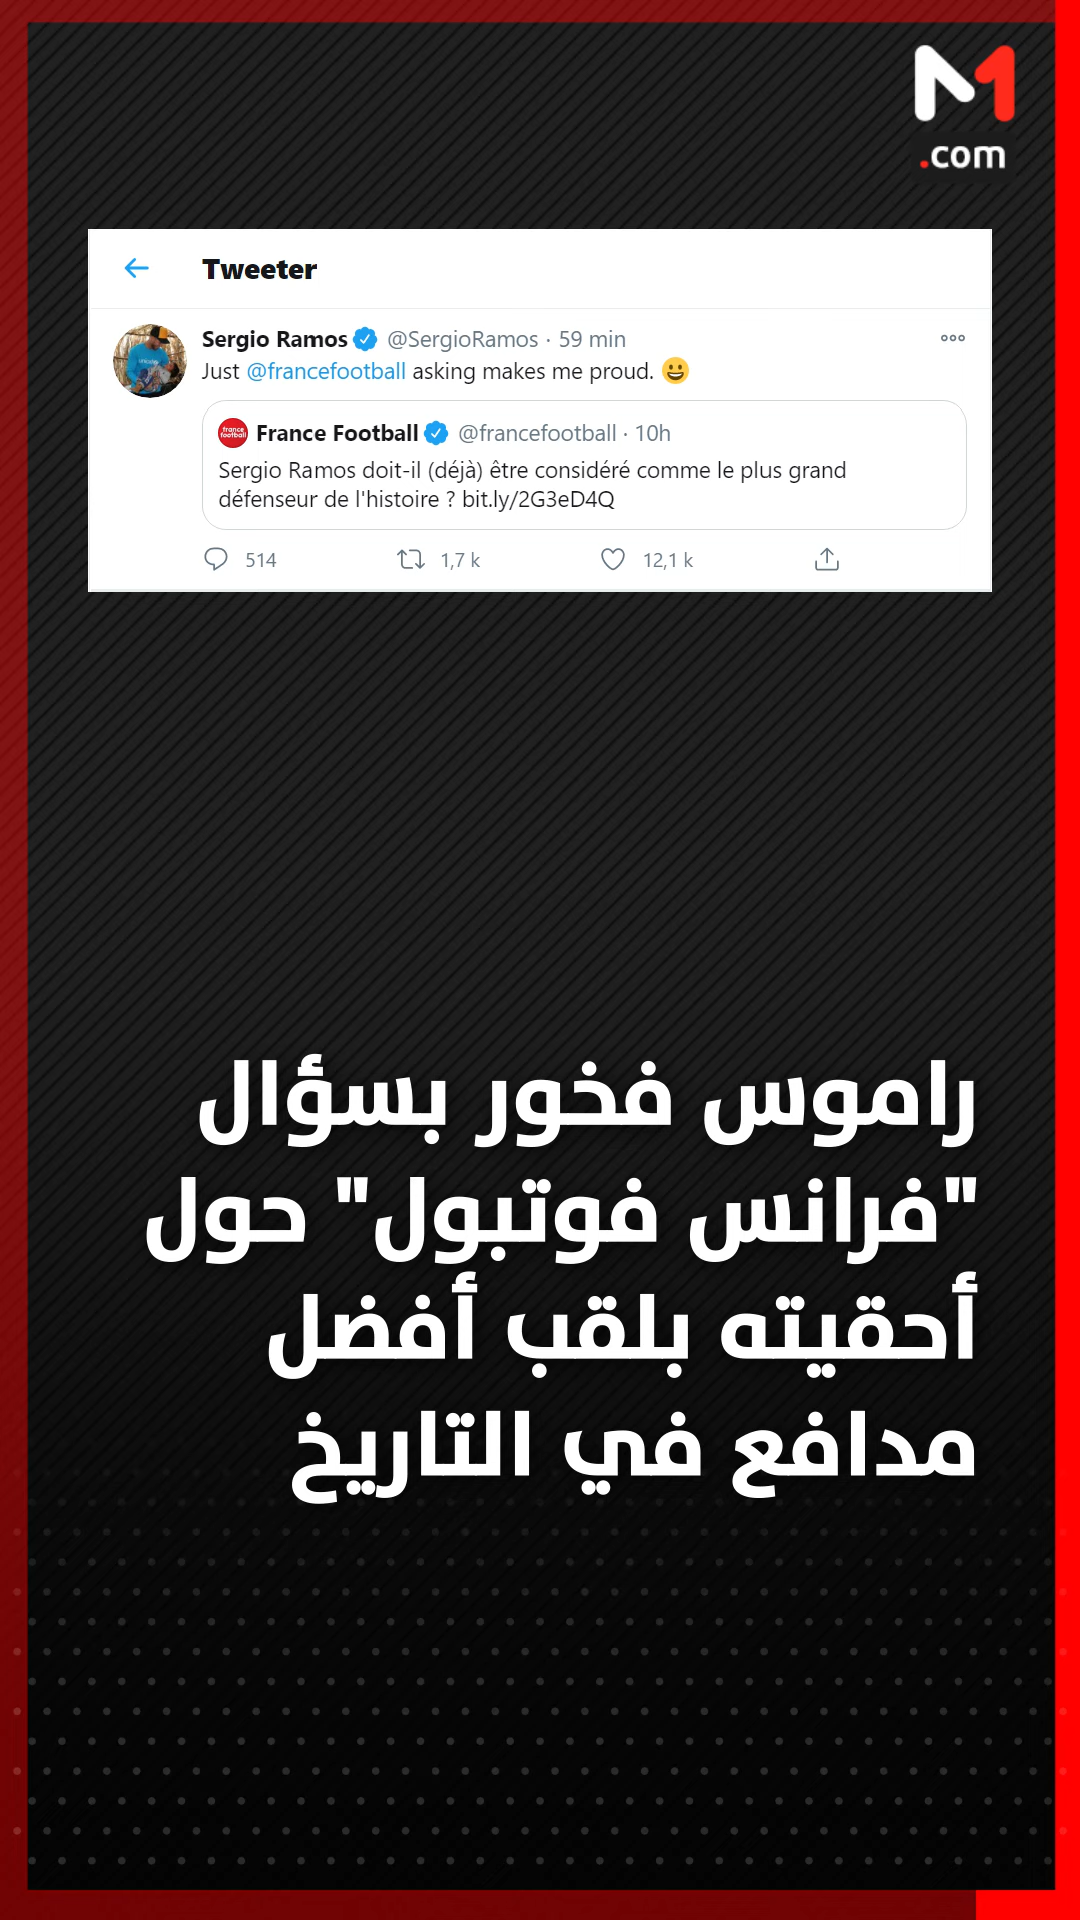 M1
.com
Tweeter
Sergio Ramos @SergioRamos · 59 min
Just @francefootball asking makes me proud. 😀
france football
France Football @francefootball · 10h
Sergio Ramos doit-il (déjà) être considéré comme le plus grand
défenseur de l'histoire ? bit.ly/2G3eD4Q
514 1,7 k 12,1 k
راموس فخور بسؤال
"فرانس فوتبول" حول
أحقيته بلقب أفضل
مدافع في التاريخ